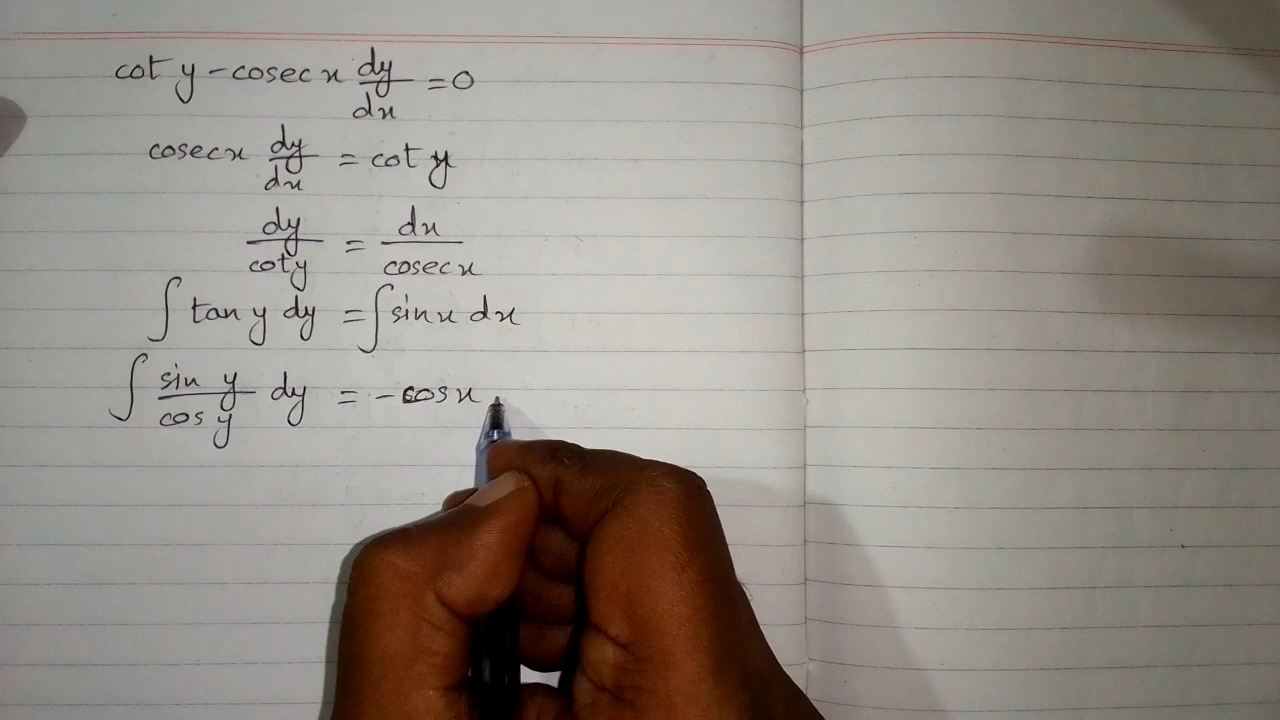 cot y - cosec x dy/dx = 0
cosec x dy/dx = cot y
dy/cot y = dx/cosec x
∫ tan y dy = ∫ sin x dx
∫ sin y/cos y dy = - cos x